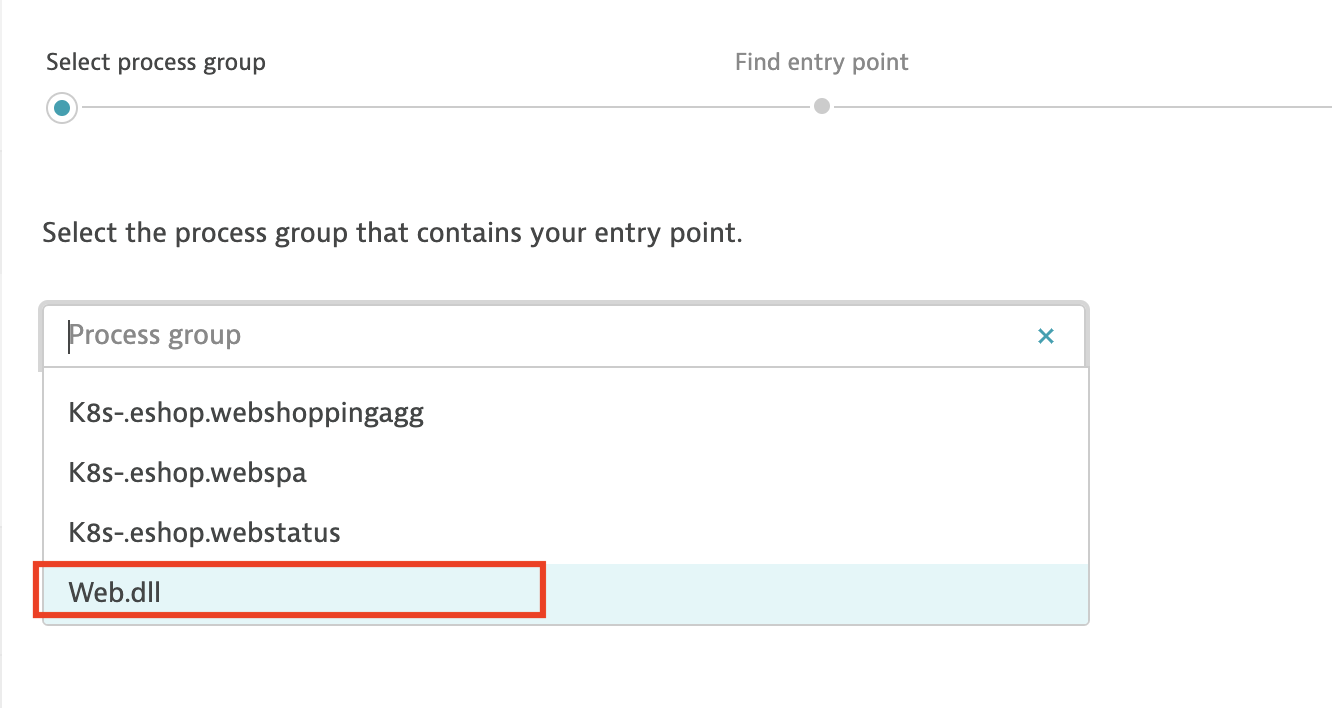 Select process group
Find entry point
Select the process group that contains your entry point.
Process group
K8s-.eshop.webshoppingagg
K8s-.eshop.webspa
K8s-.eshop.webstatus
Web.dll